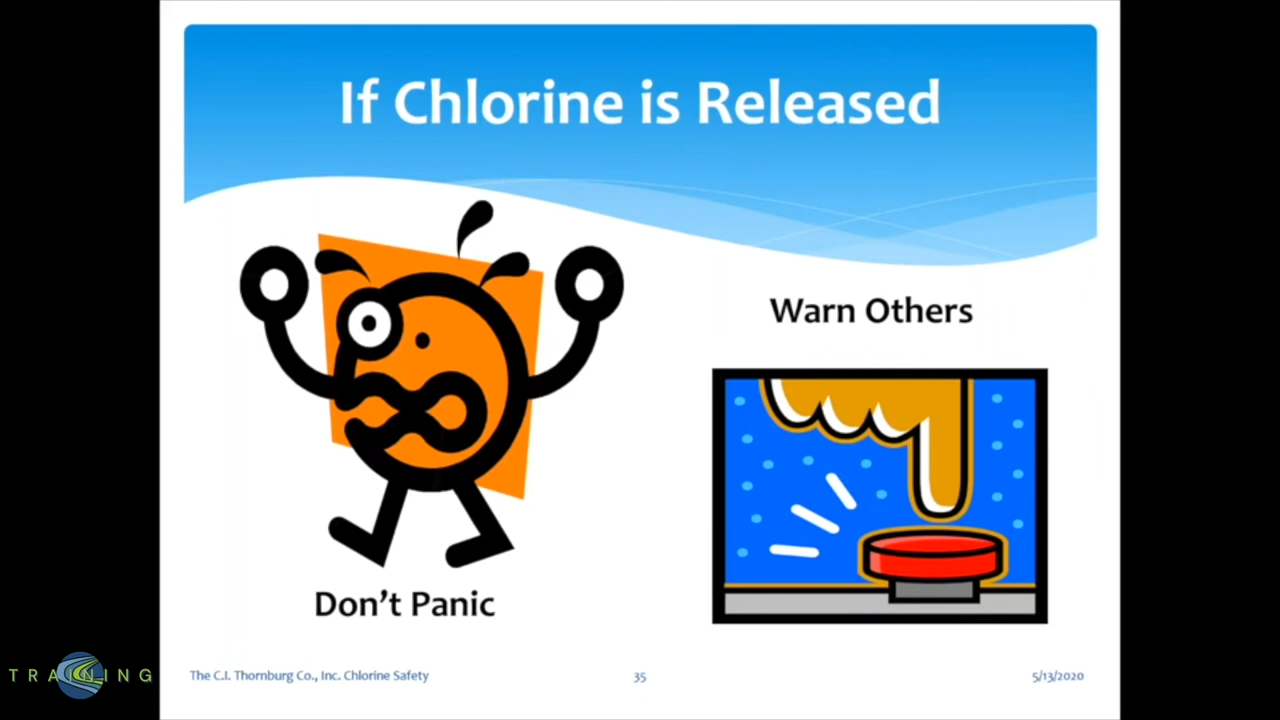 If Chlorine is Released
Warn Others
Don't Panic
TRAINING
The C.I. Thornburg Co., Inc. Chlorine Safety
35
5/13/2020